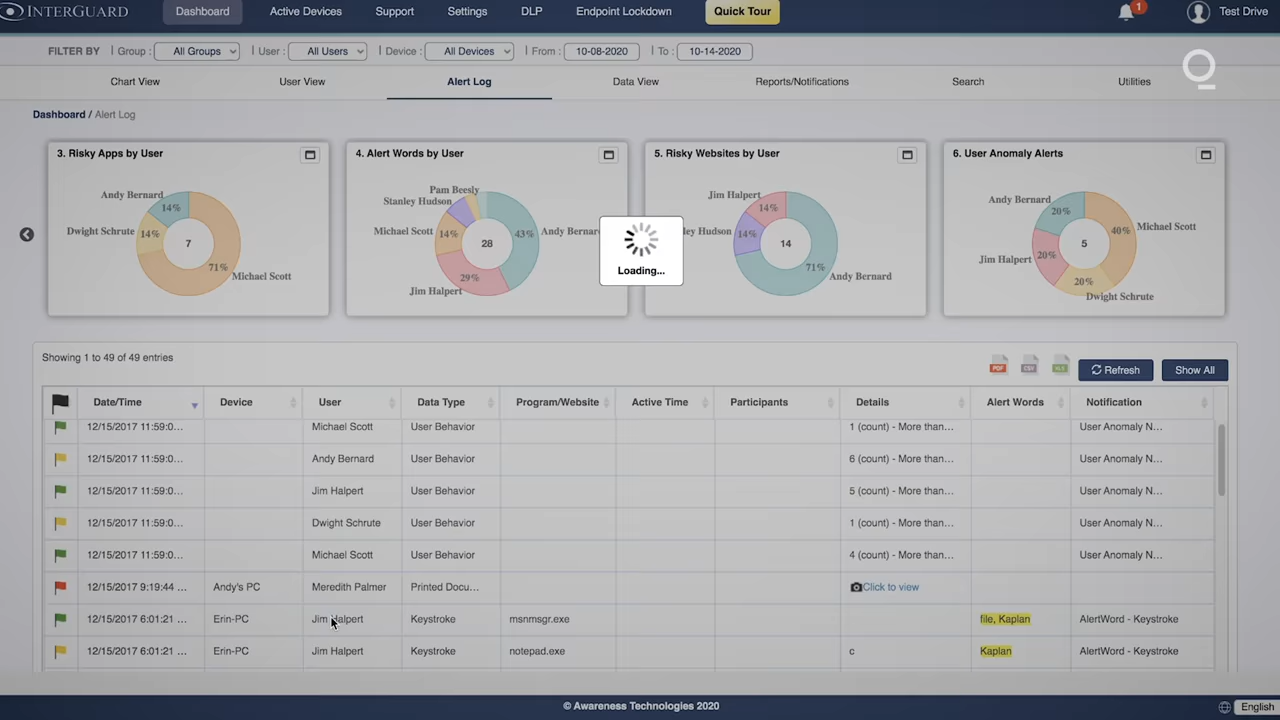 INTERGUARD Dashboard Active Devices Support Settings DLP Endpoint Lockdown Quick Tour 1 Test Drive
FILTER BY | Group : All Groups | User : All Users | Device : All Devices | From : 10-08-2020 | To : 10-14-2020
Chart View User View Alert Log Data View Reports/Notifications Search Utilities
Dashboard / Alert Log
3. Risky Apps by User
Andy Bernard
14%
Dwight Schrute
14%
7
71%
Michael Scott
4. Alert Words by User
Pam Beesly
Stanley Hudson
Michael Scott
14%
28
43%
Andy Bernar
29%
Jim Halpert
5. Risky Websites by User
Jim Halpert
14%
ley Hudson
14%
14
71%
Andy Bernard
6. User Anomaly Alerts
Andy Bernard
20%
40%
Michael Scott
5
Jim Halpert
20%
20%
Dwight Schrute
Loading...
Showing 1 to 49 of 49 entries
PDF CSV XLS Refresh Show All
Date/Time Device User Data Type Program/Website Active Time Participants Details Alert Words Notification
12/15/2017 11:59:0... Michael Scott User Behavior 1 (count) - More than... User Anomaly N...
12/15/2017 11:59:0... Andy Bernard User Behavior 6 (count) - More than... User Anomaly N...
12/15/2017 11:59:0... Jim Halpert User Behavior 5 (count) - More than... User Anomaly N...
12/15/2017 11:59:0... Dwight Schrute User Behavior 1 (count) - More than... User Anomaly N...
12/15/2017 11:59:0... Michael Scott User Behavior 4 (count) - More than... User Anomaly N...
12/15/2017 9:19:44 ... Andy's PC Meredith Palmer Printed Docu... Click to view
12/15/2017 6:01:21 ... Erin-PC Jim Halpert Keystroke msnmsgr.exe file, Kaplan AlertWord - Keystroke
12/15/2017 6:01:21 ... Erin-PC Jim Halpert Keystroke notepad.exe c Kaplan AlertWord - Keystroke
© Awareness Technologies 2020
English